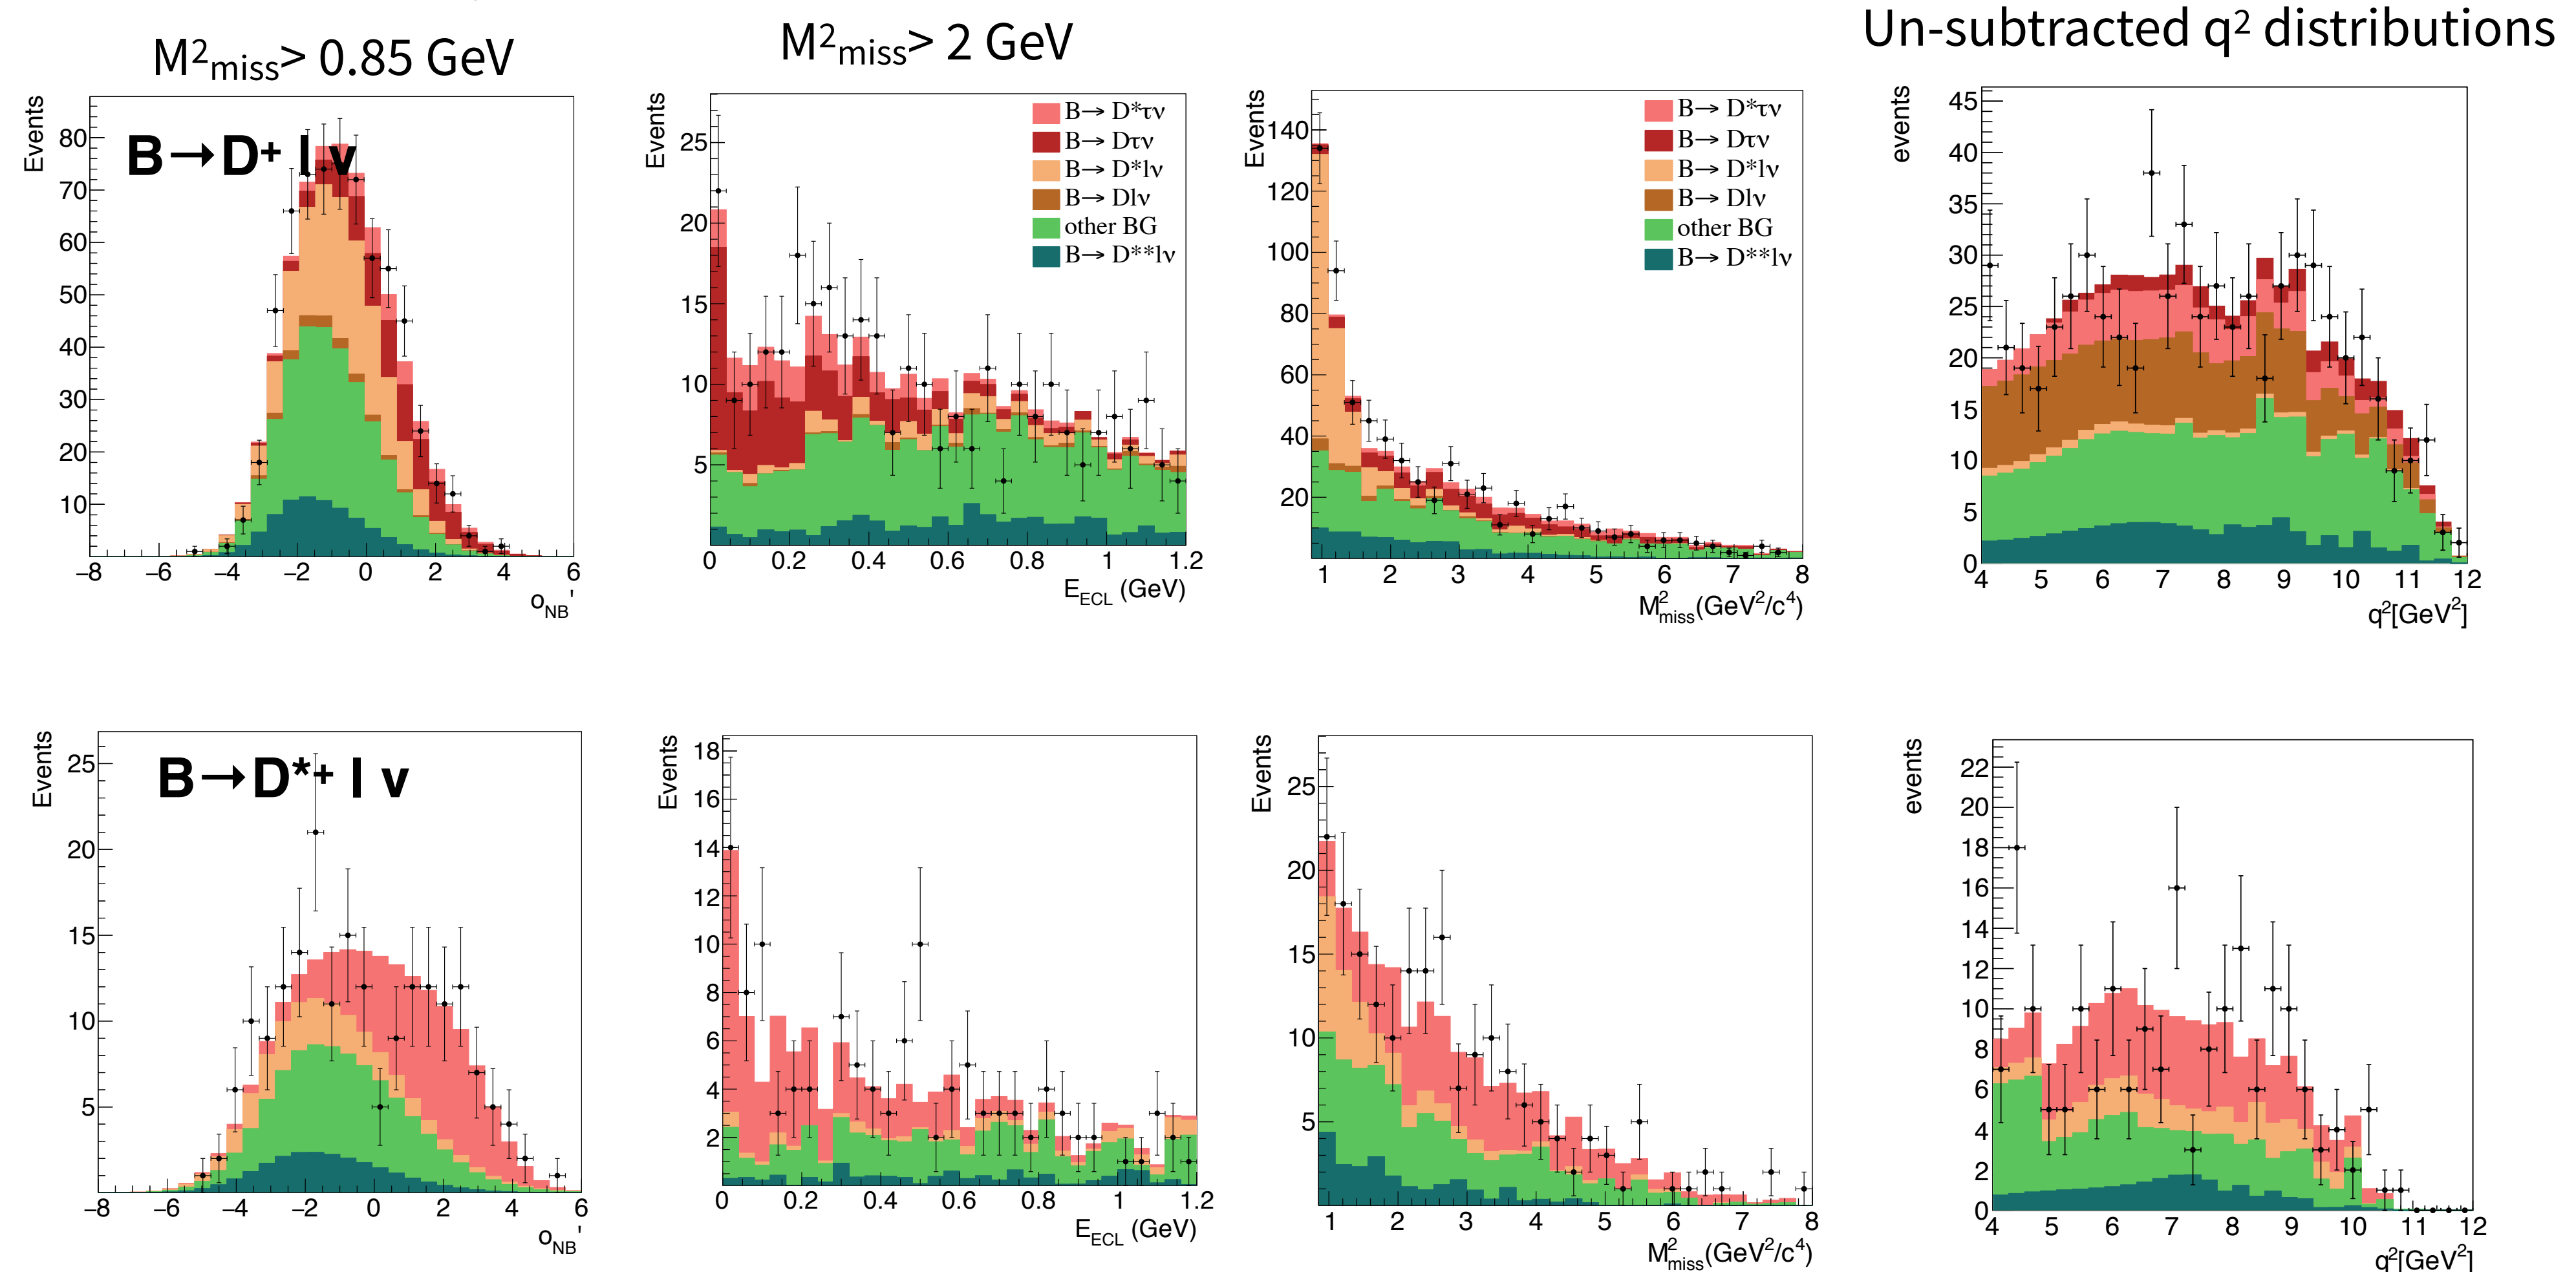 M²miss> 0.85 GeV
M²miss> 2 GeV
Un-subtracted q² distributions
Events
80
70
60
50
40
30
20
10
B→D+ l ν
−8 −6 −4 −2 0 2 4 6
oNB'
Events
25
20
15
10
5
B→ D*τν
B→ Dτν
B→ D*lν
B→ Dlν
other BG
B→ D**lν
0 0.2 0.4 0.6 0.8 1 1.2
EECL (GeV)
Events
140
120
100
80
60
40
20
B→ D*τν
B→ Dτν
B→ D*lν
B→ Dlν
other BG
B→ D**lν
1 2 3 4 5 6 7 8
M²miss(GeV²/c⁴)
events
45
40
35
30
25
20
15
10
5
0
4 5 6 7 8 9 10 11 12
q²[GeV²]
Events
25
20
15
10
5
B→D*+ l ν
−8 −6 −4 −2 0 2 4 6
oNB'
Events
18
16
14
12
10
8
6
4
2
0 0.2 0.4 0.6 0.8 1 1.2
EECL (GeV)
Events
25
20
15
10
5
1 2 3 4 5 6 7 8
M²miss(GeV²/c⁴)
events
22
20
18
16
14
12
10
8
6
4
2
0
4 5 6 7 8 9 10 11 12
q²[GeV²]